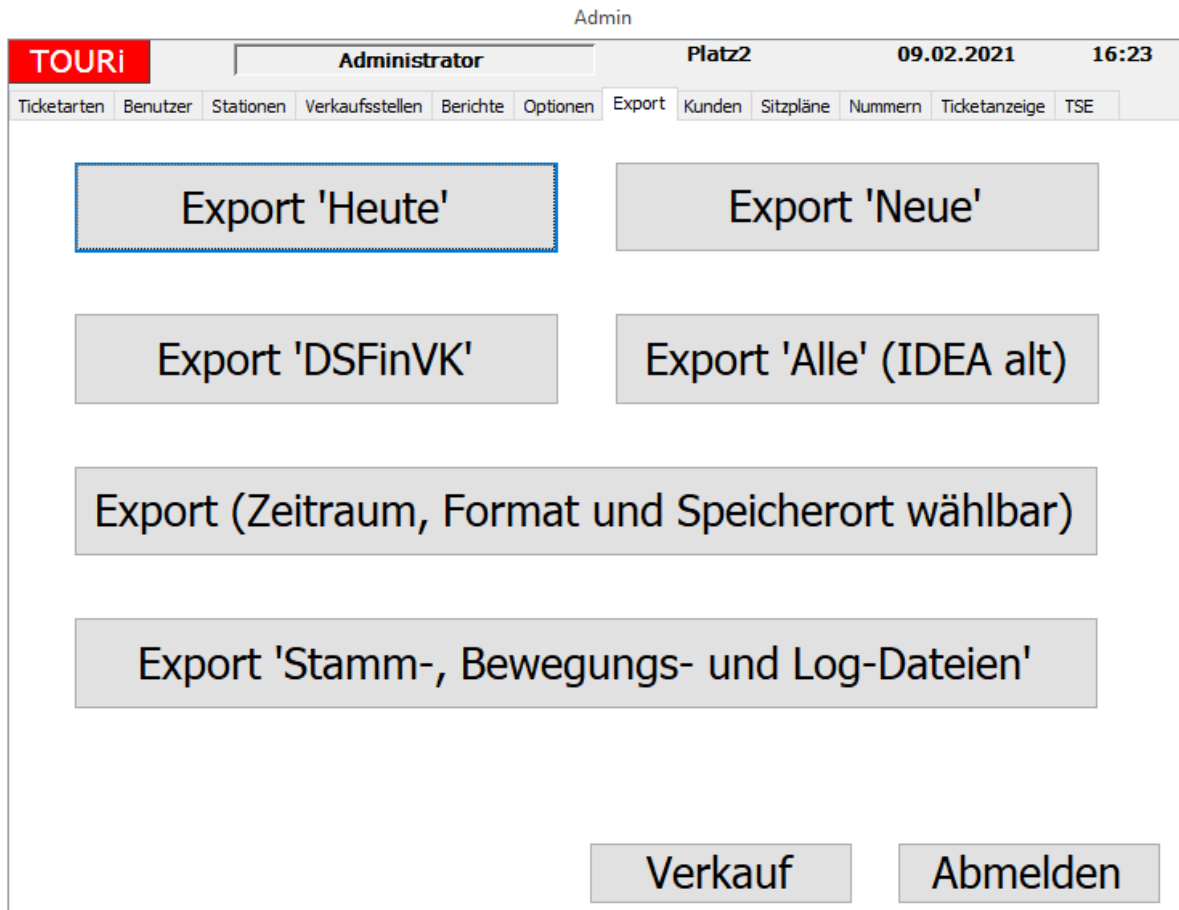 Admin
TOURi Administrator Platz2 09.02.2021 16:23
Ticketarten Benutzer Stationen Verkaufsstellen Berichte Optionen Export Kunden Sitzpläne Nummern Ticketanzeige TSE
Export 'Heute' Export 'Neue'
Export 'DSFinVK' Export 'Alle' (IDEA alt)
Export (Zeitraum, Format und Speicherort wählbar)
Export 'Stamm-, Bewegungs- und Log-Dateien'
Verkauf Abmelden